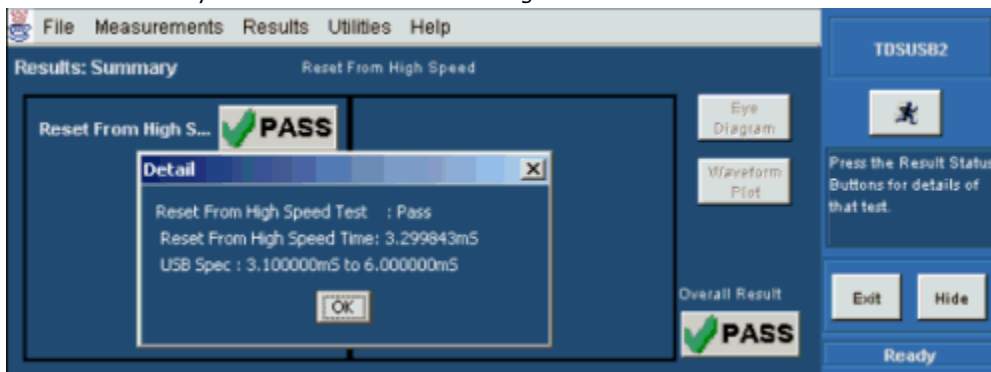 File Measurements Results Utilities Help
TDSUSB2
Results: Summary Reset From High Speed
Reset From High S... PASS
Eye
Diagram
Waveform
Plot
Press the Result Status
Buttons for details of
that test.
Detail
Reset From High Speed Test : Pass
Reset From High Speed Time: 3.299843mS
USB Spec : 3.100000mS to 6.000000mS
OK
Overall Result
PASS
Exit Hide
Ready